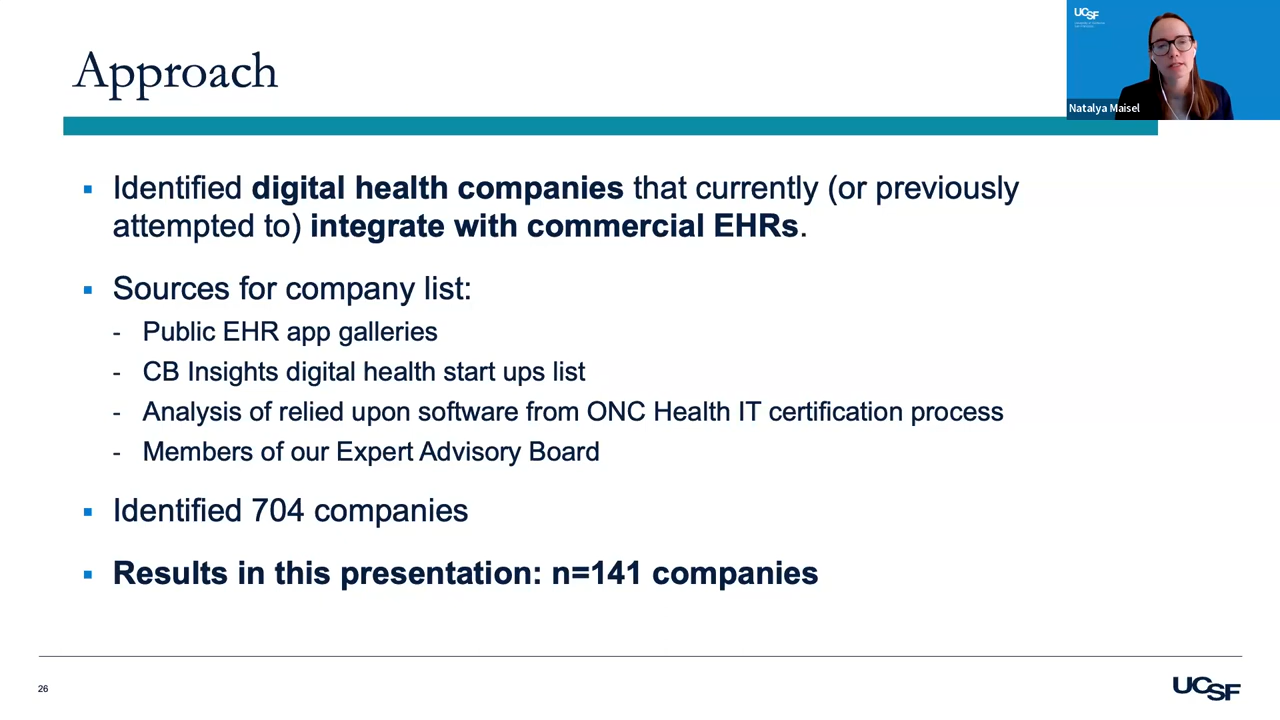 Approach
UCSF
Natalya Maisel
▪ Identified digital health companies that currently (or previously
attempted to) integrate with commercial EHRs.
▪ Sources for company list:
- Public EHR app galleries
- CB Insights digital health start ups list
- Analysis of relied upon software from ONC Health IT certification process
- Members of our Expert Advisory Board
▪ Identified 704 companies
▪ Results in this presentation: n=141 companies
26
UCSF